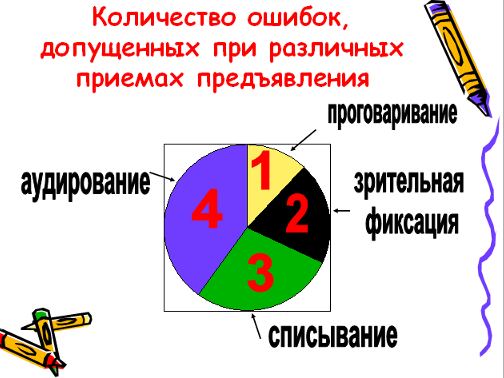 Количество ошибок,
допущенных при различных
приемах предъявления
проговаривание
аудирование
зрительная
фиксация
1
2
4
3
списывание